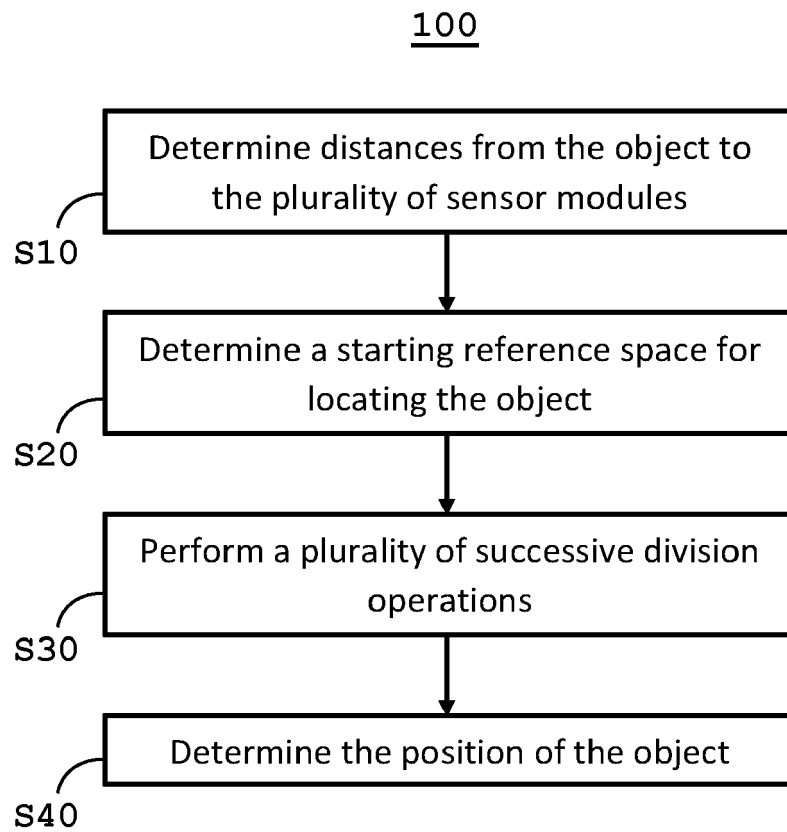 100
Determine distances from the object to
the plurality of sensor modules
S10
Determine a starting reference space for
locating the object
S20
Perform a plurality of successive division
operations
S30
Determine the position of the object
S40